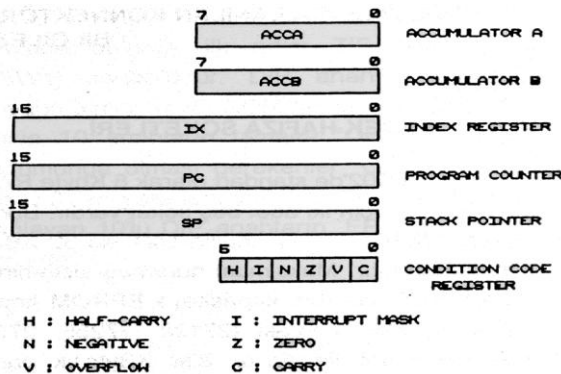 7 0
ACCA ACCUMULATOR A
7 0
ACCB ACCUMULATOR B
15 0
IX INDEX REGISTER
15 0
PC PROGRAM COUNTER
15 0
SP STACK POINTER
5 0
H I N Z V C CONDITION CODE
REGISTER
H : HALF-CARRY I : INTERRUPT MASK
N : NEGATIVE Z : ZERO
V : OVERFLOW C : CARRY